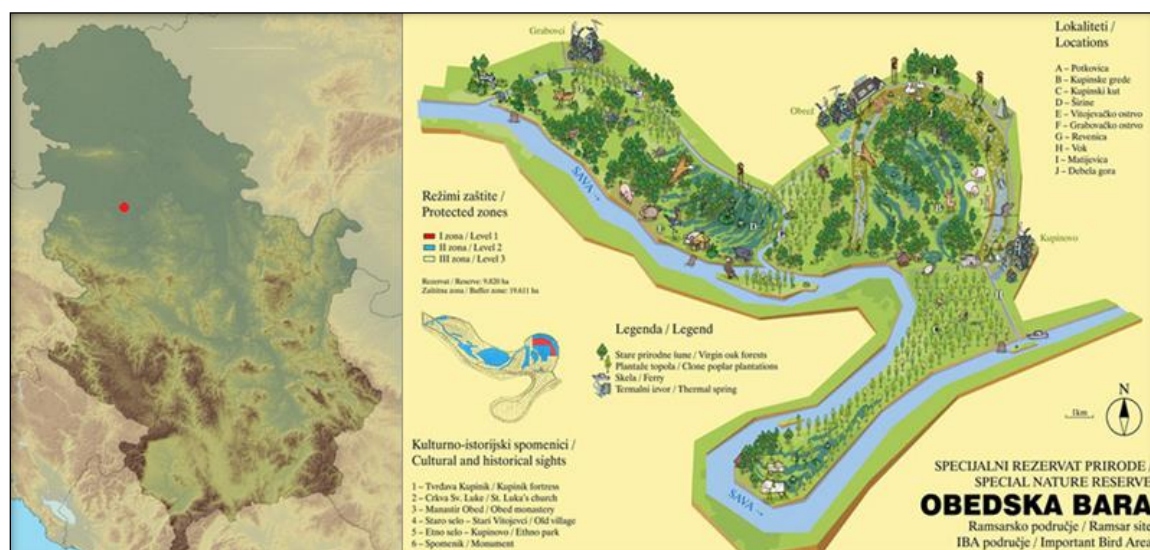 Grabovci
Obež
Kupinovo
SAVA →
SAVA →
Lokaliteti /
Locations
A – Potkovica
B – Kupinske grede
C – Kupinski kut
D – Širine
E – Vitojevačko ostrvo
F – Grabovačko ostrvo
G – Revenica
H – Vok
I – Matijevica
J – Debela gora
Režimi zaštite /
Protected zones
I zona / Level 1
II zona / Level 2
III zona / Level 3
Rezervat / Reserve: 9.820 ha
Zaštitna zona / Buffer zone: 19.611 ha
Legenda / Legend
Stare prirodne šume / Virgin oak forests
Plantaže topola / Clone poplar plantations
Skela / Ferry
Termalni izvor / Thermal spring
Kulturno-istorijski spomenici /
Cultural and historical sights
1 – Tvrđava Kupinik / Kupinik fortress
2 – Crkva Sv. Luke / St. Luka's church
3 – Manastir Obed / Obed monastery
4 – Staro selo – Stari Vitojevci / Old village
5 – Etno selo – Kupinovo / Ethno park
6 – Spomenik / Monument
N
1km
SPECIJALNI REZERVAT PRIRODE /
SPECIAL NATURE RESERVE
OBEDSKA BARA
Ramsarsko područje / Ramsar site
IBA područje / Important Bird Area